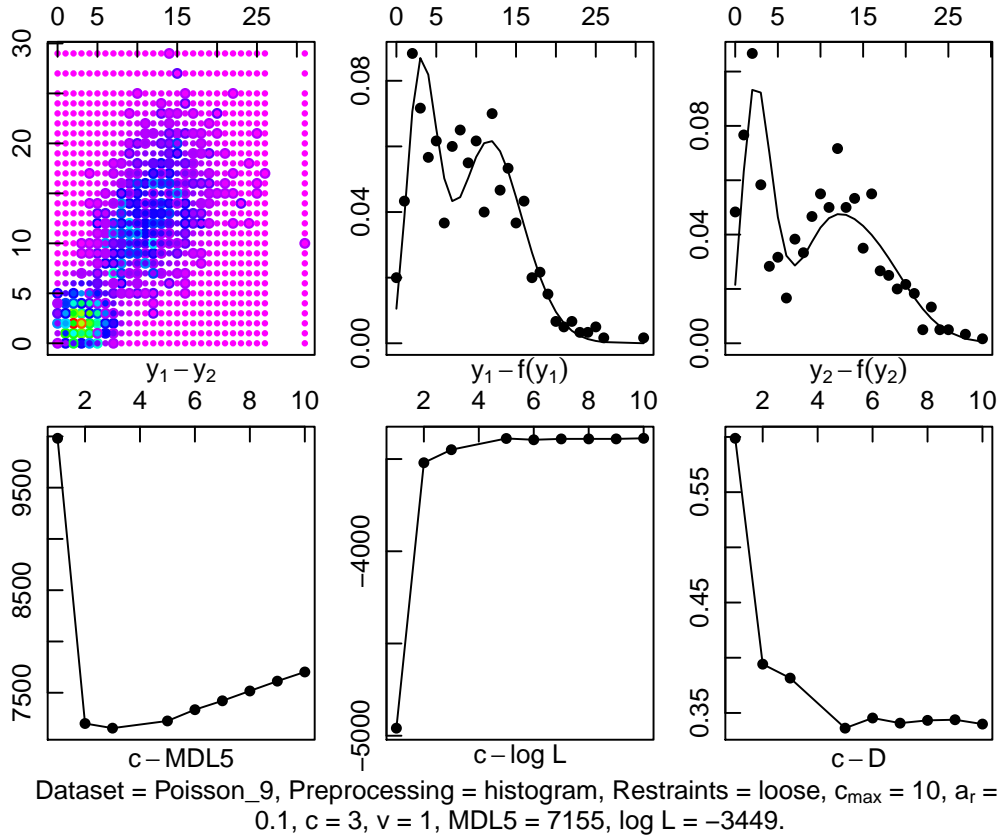 0 5 15 25
0 5 10 15 20 25 30
y₁ − y₂
0 5 15 25
0.00 0.04 0.08
y₁ − f(y₁)
0 5 15 25
0.00 0.04 0.08
y₂ − f(y₂)
2 4 6 8 10
7500 8500 9500
c − MDL5
2 4 6 8 10
−5000 −4000
c − log L
2 4 6 8 10
0.35 0.45 0.55
c − D
Dataset = Poisson_9, Preprocessing = histogram, Restraints = loose, cmax = 10, ar =
0.1, c = 3, v = 1, MDL5 = 7155, log L = −3449.